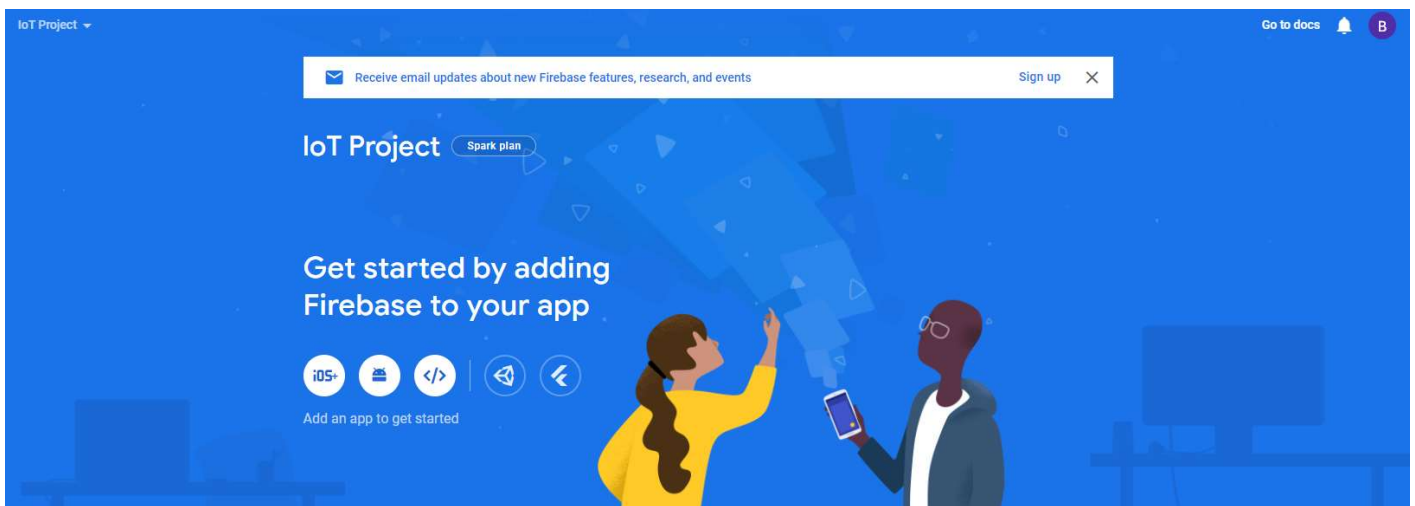 IoT Project
Go to docs
B
Receive email updates about new Firebase features, research, and events
Sign up
IoT Project
Spark plan
Get started by adding
Firebase to your app
iOS+
</>
Add an app to get started